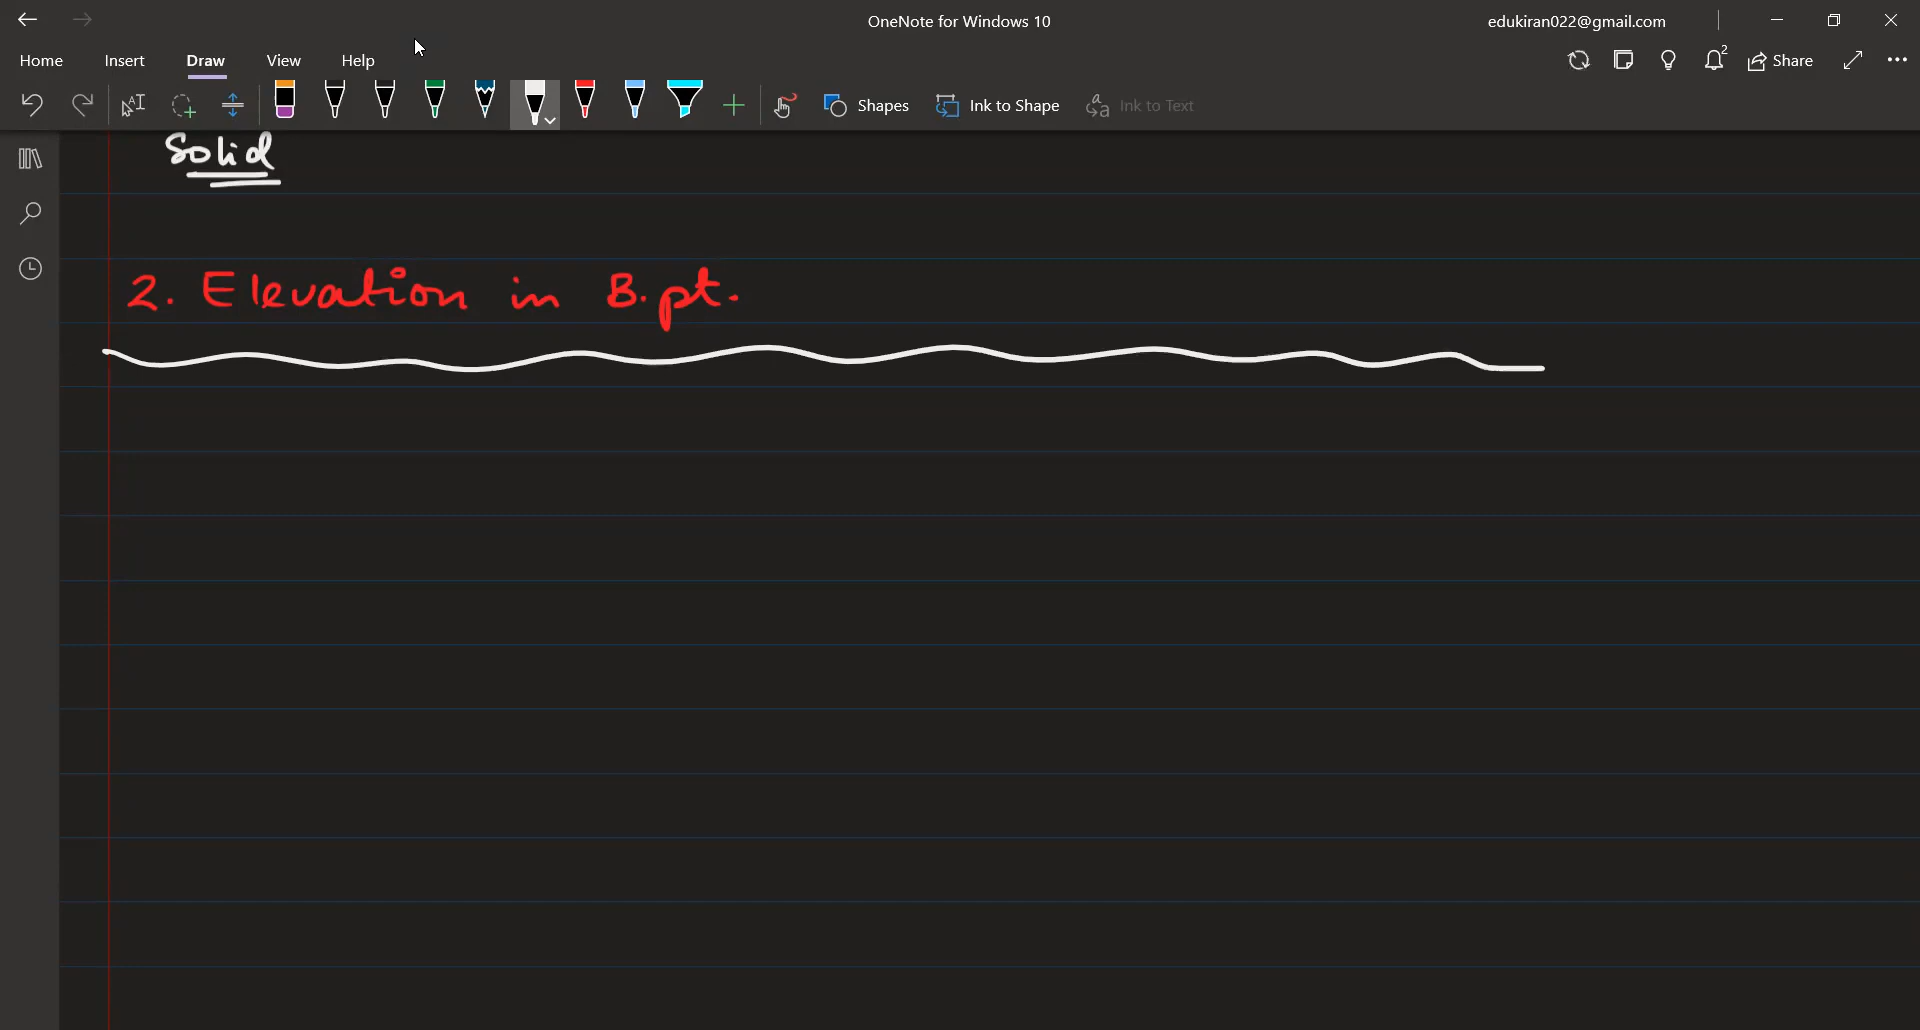 OneNote for Windows 10
edukiran022@gmail.com
Home Insert Draw View Help
2 Share
Shapes Ink to Shape Ink to Text
Solid
2. Elevation in B.pt.